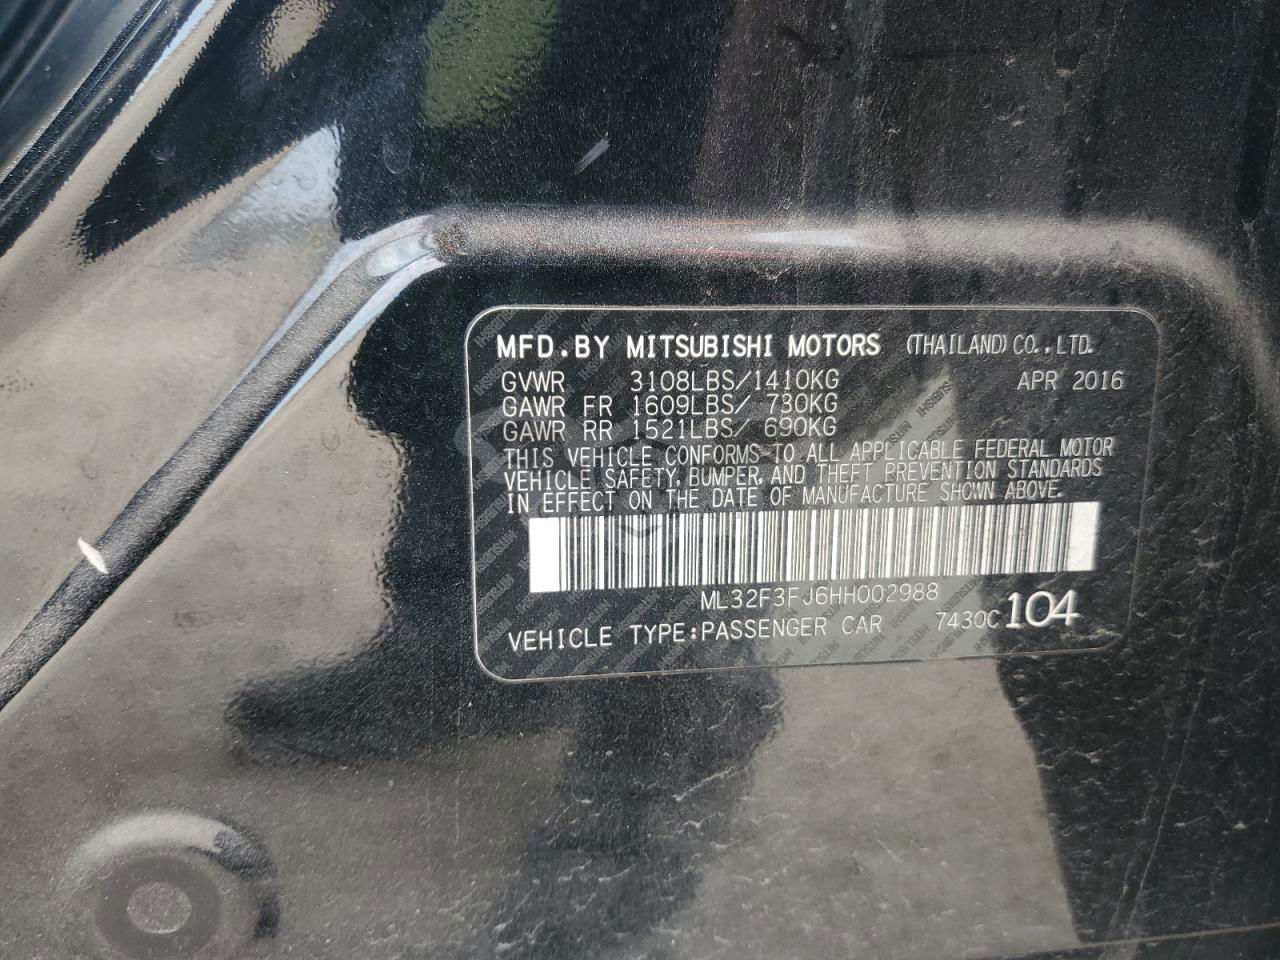 MFD.BY MITSUBISHI MOTORS (THAILAND)CO.,LTD.
GVWR 3108LBS/1410KG APR 2016
GAWR FR 1609LBS/ 730KG
GAWR RR 1521LBS/ 690KG
THIS VEHICLE CONFORMS TO ALL APPLICABLE FEDERAL MOTOR
VEHICLE SAFETY, BUMPER, AND THEFT PREVENTION STANDARDS
IN EFFECT ON THE DATE OF MANUFACTURE SHOWN ABOVE.
ML32F3FJ6HH002988
VEHICLE TYPE:PASSENGER CAR 7430C 104